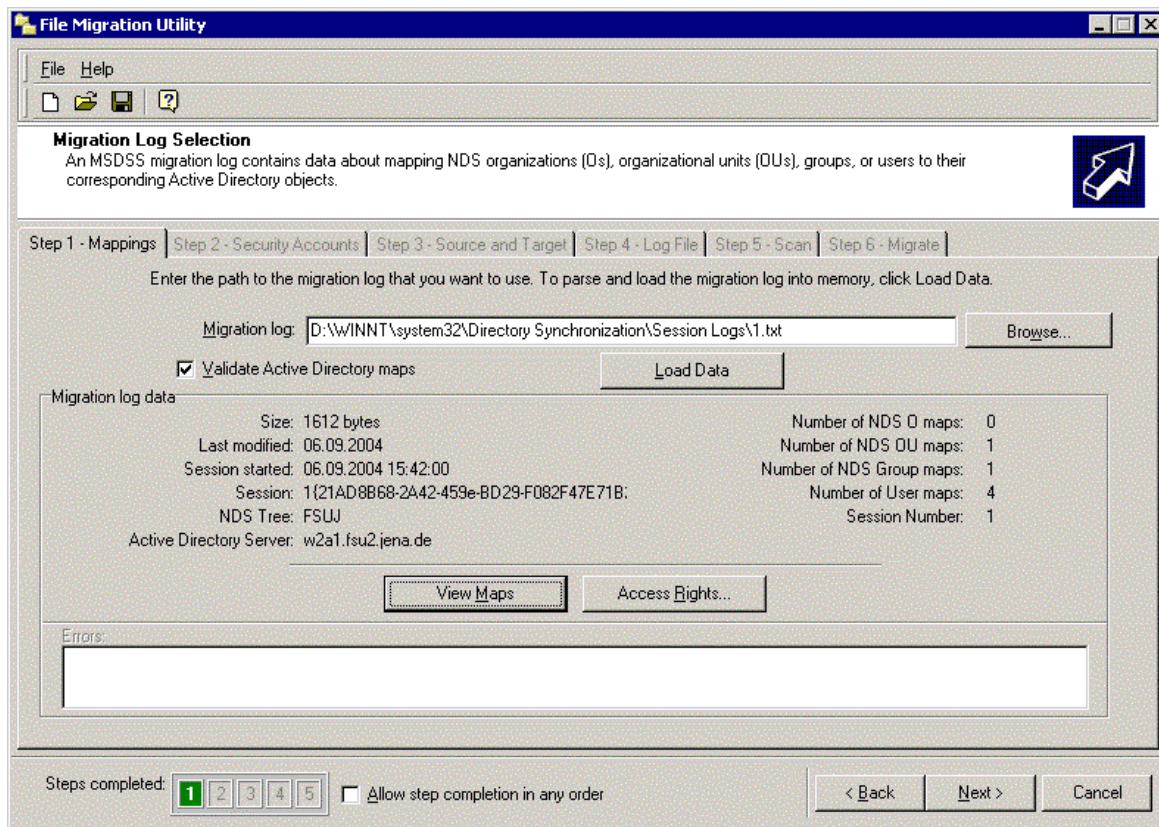 File Migration Utility
File Help
Migration Log Selection
An MSDSS migration log contains data about mapping NDS organizations (Os), organizational units (OUs), groups, or users to their
corresponding Active Directory objects.
Step 1 - Mappings Step 2 - Security Accounts Step 3 - Source and Target Step 4 - Log File Step 5 - Scan Step 6 - Migrate
Enter the path to the migration log that you want to use. To parse and load the migration log into memory, click Load Data.
Migration log: D:\WINNT\system32\Directory Synchronization\Session Logs\1.txt Browse...
Validate Active Directory maps Load Data
Migration log data
Size: 1612 bytes Number of NDS O maps: 0
Last modified: 06.09.2004 Number of NDS OU maps: 1
Session started: 06.09.2004 15:42:00 Number of NDS Group maps: 1
Session: 1{21AD8B68-2A42-459e-BD29-F082F47E71B: Number of User maps: 4
NDS Tree: FSUJ Session Number: 1
Active Directory Server: w2a1.fsu2.jena.de
View Maps Access Rights...
Errors:
Steps completed: 1 2 3 4 5 Allow step completion in any order < Back Next > Cancel